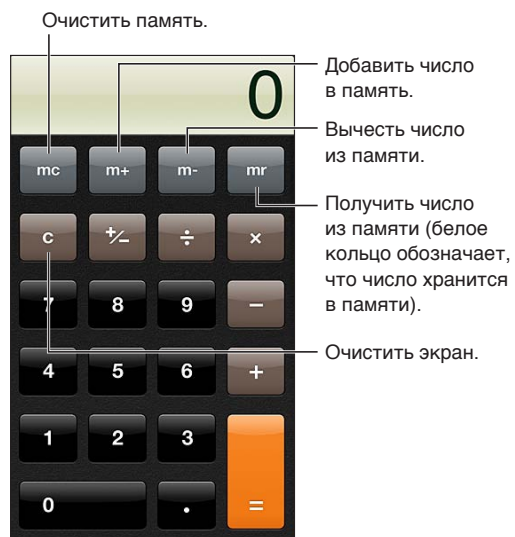 Очистить память.
0
Добавить число
в память.
Вычесть число
из памяти.
mc m+ m- mr
Получить число
из памяти (белое
кольцо обозначает,
что число хранится
в памяти).
c +/− ÷ ×
7 8 9 −
Очистить экран.
4 5 6 +
1 2 3
0 . =